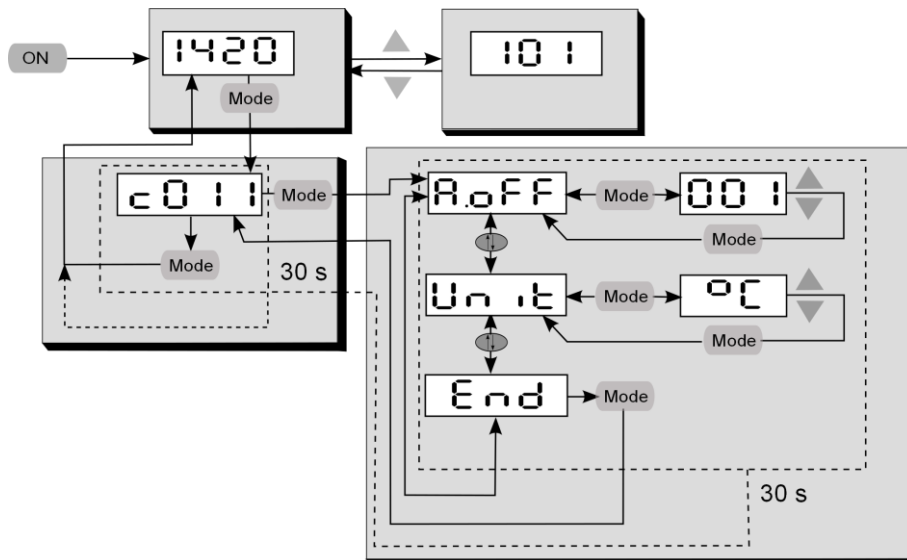 ON
1420
101
Mode
c011
Mode
A.oFF
Mode
001
Mode
Mode
30 s
Unit
Mode
°C
Mode
End
Mode
30 s